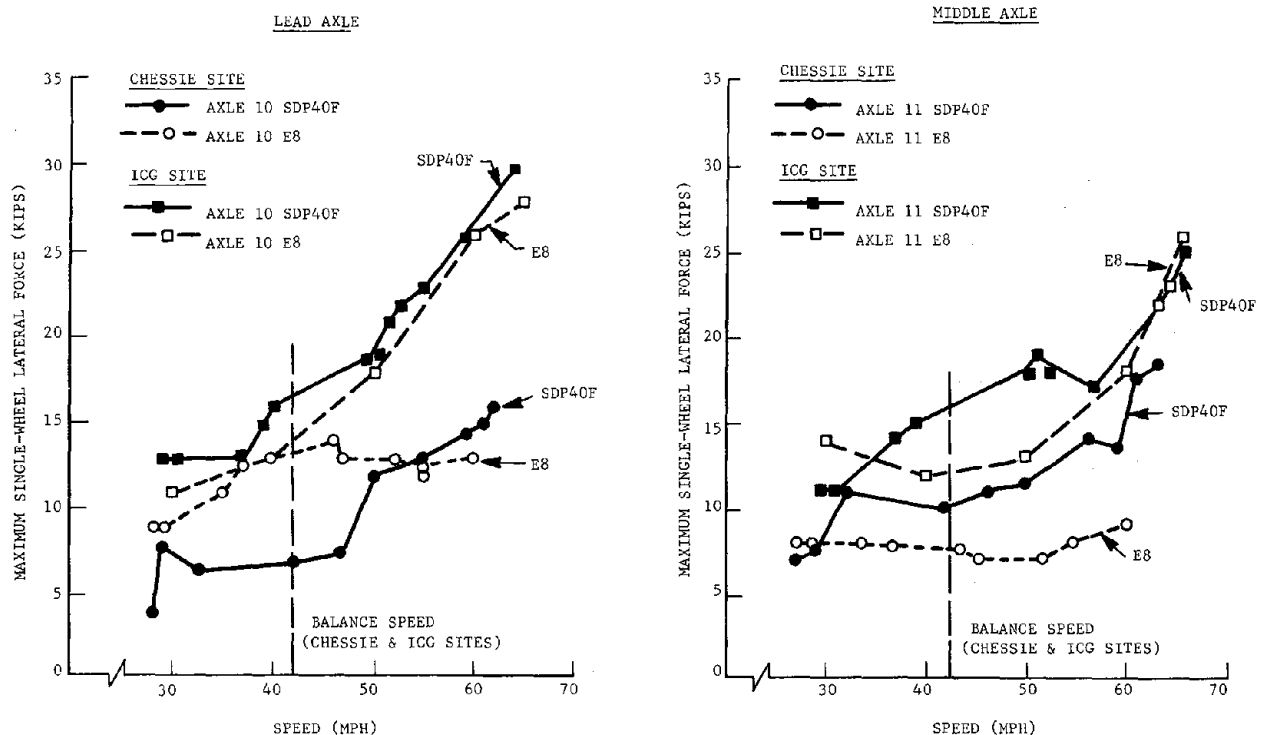 LEAD AXLE
CHESSIE SITE
AXLE 10 SDP40F
AXLE 10 E8
ICG SITE
AXLE 10 SDP40F
AXLE 10 E8
SDP40F
E8
SDP40F
E8
BALANCE SPEED
(CHESSIE & ICG SITES)
MAXIMUM SINGLE-WHEEL LATERAL FORCE (KIPS)
35
30
25
20
15
10
5
0
30 40 50 60 70
SPEED (MPH)
MIDDLE AXLE
CHESSIE SITE
AXLE 11 SDP40F
AXLE 11 E8
ICG SITE
AXLE 11 SDP40F
AXLE 11 E8
E8
SDP40F
SDP40F
E8
BALANCE SPEED
(CHESSIE & ICG SITES)
MAXIMUM SINGLE-WHEEL LATERAL FORCE (KIPS)
35
30
25
20
15
10
5
0
30 40 50 60 70
SPEED (MPH)